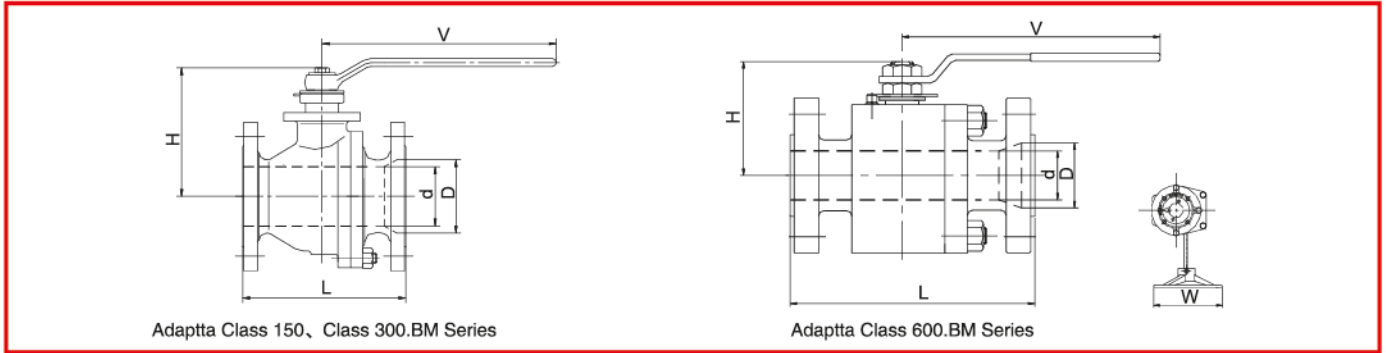 V
H
d
D
L
Adaptta Class 150、Class 300.BM Series
V
H
d
D
L
Adaptta Class 600.BM Series
W